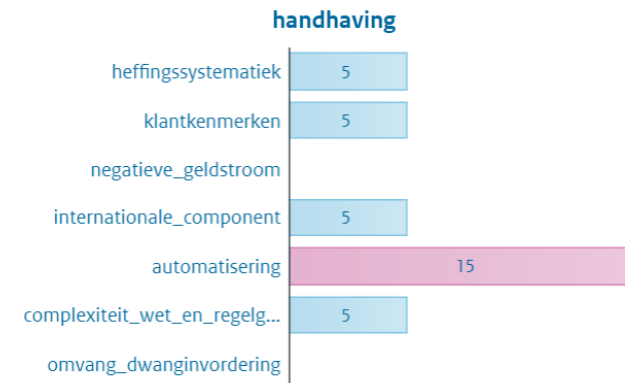 handhaving
heffingssystematiek 5
klantkenmerken 5
negatieve_geldstroom
internationale_component 5
automatisering 15
complexiteit_wet_en_regelg... 5
omvang_dwanginvordering